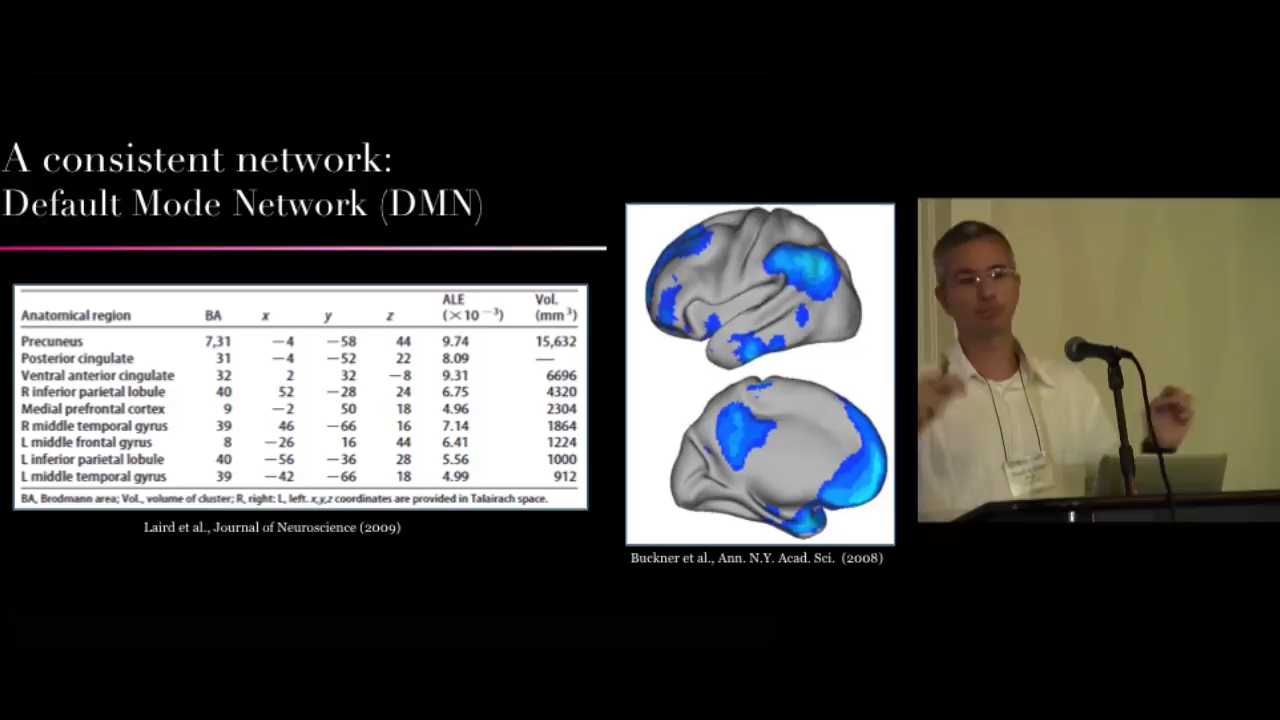 A consistent network:
Default Mode Network (DMN)
Anatomical region BA x y z ALE (×10⁻³) Vol. (mm³)
Precuneus 7,31 −4 −58 44 9.74 15,632
Posterior cingulate 31 −4 −52 22 8.09 —
Ventral anterior cingulate 32 2 32 −8 9.31 6696
R inferior parietal lobule 40 52 −28 24 6.75 4320
Medial prefrontal cortex 9 −2 50 18 4.96 2304
R middle temporal gyrus 39 46 −66 16 7.14 1864
L middle frontal gyrus 8 −26 16 44 6.41 1224
L inferior parietal lobule 40 −56 −36 28 5.56 1000
L middle temporal gyrus 39 −42 −66 18 4.99 912
BA, Brodmann area; Vol., volume of cluster; R, right; L, left. x,y,z coordinates are provided in Talairach space.
Laird et al., Journal of Neuroscience (2009)
Buckner et al., Ann. N.Y. Acad. Sci. (2008)